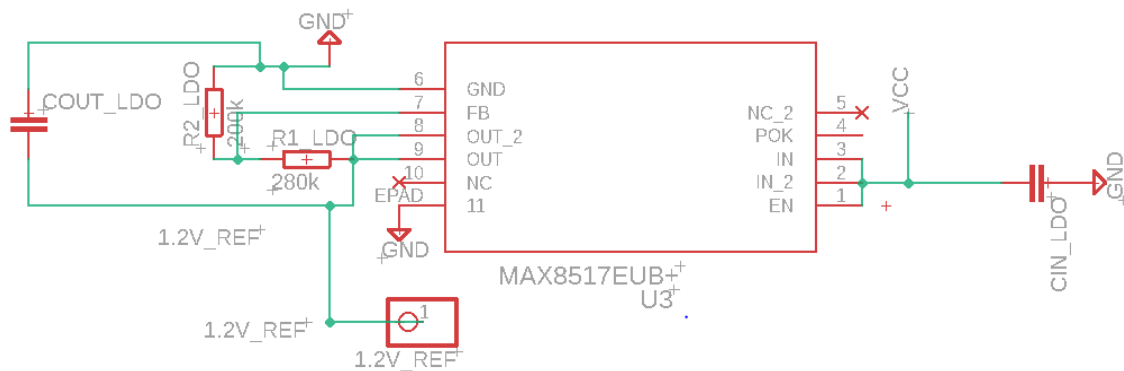 GND
COUT_LDO
R2_LDO
200k
R1_LDO
280k
6
7
8
9
10
EPAD
GND
FB
OUT_2
OUT
NC
11
NC_2
POK
IN
IN_2
EN
5
4
3
2
1
VCC
GND
CIN_LDO
GND
1.2V_REF
MAX8517EUB+
U3
1.2V_REF
1
1.2V_REF